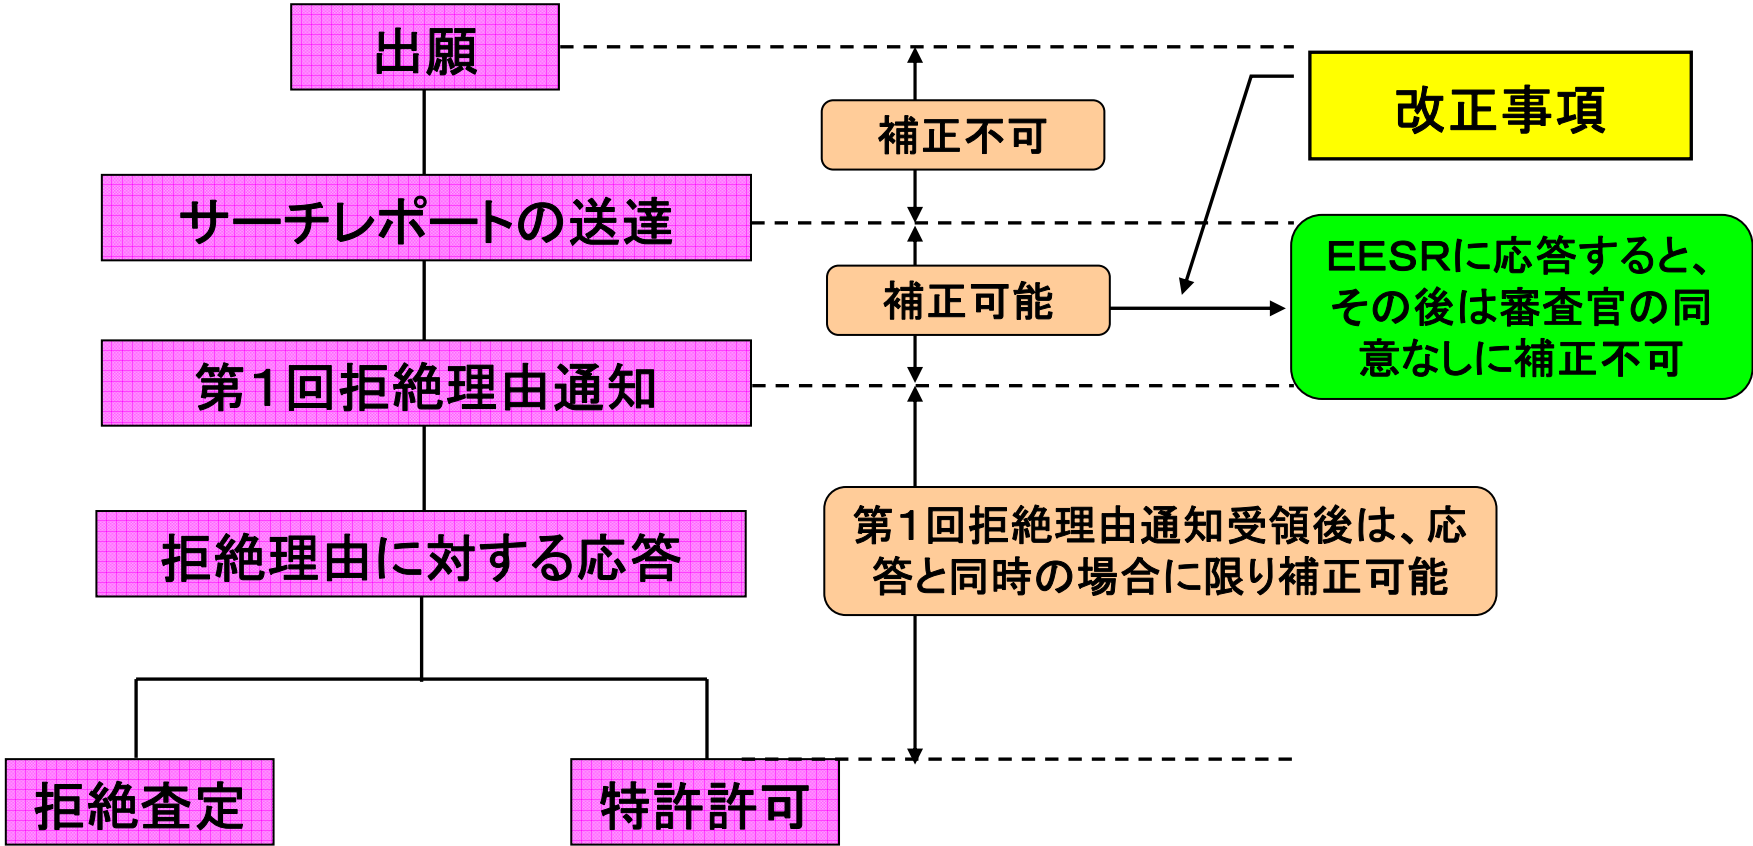 出願
改正事項
補正不可
サーチレポートの送達
EESRに応答すると、
その後は審査官の同
意なしに補正不可
補正可能
第1回拒絶理由通知
第1回拒絶理由通知受領後は、応
答と同時の場合に限り補正可能
拒絶理由に対する応答
拒絶査定
特許許可